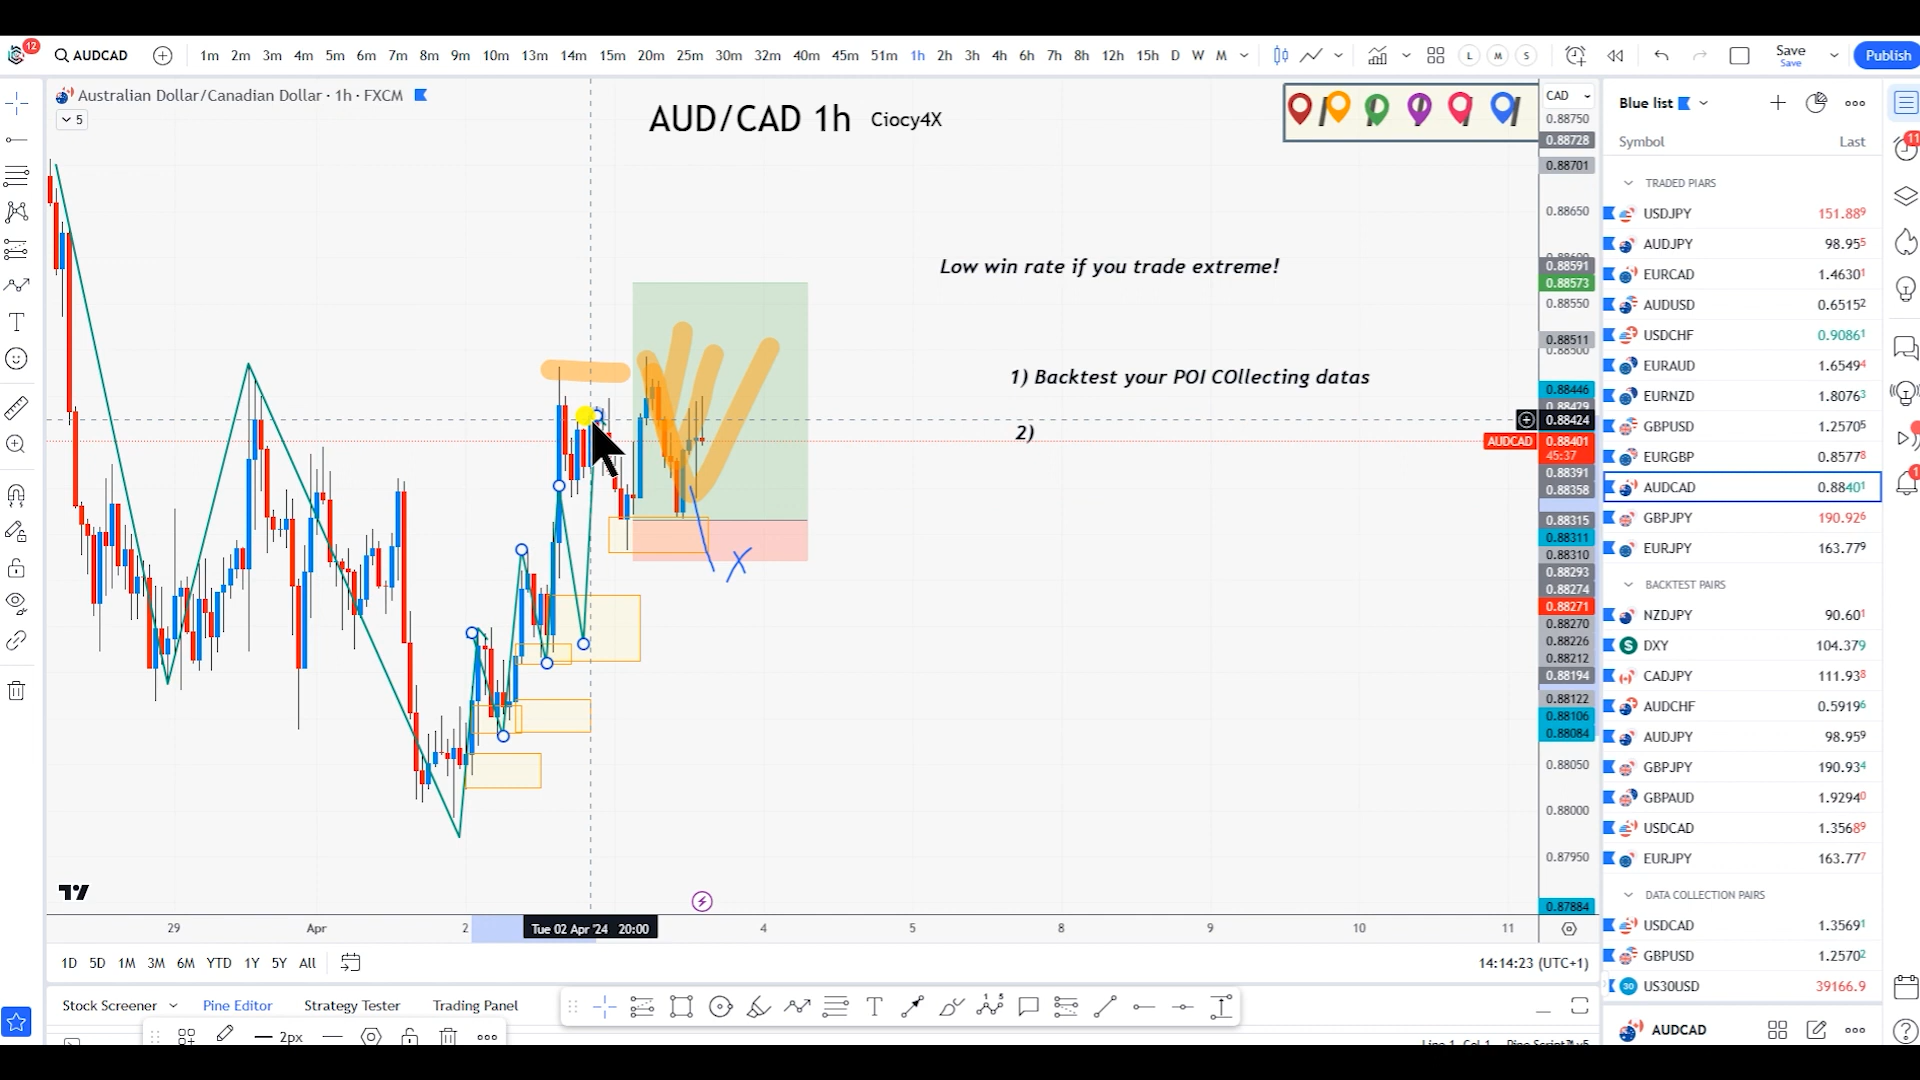 12
AUDCAD
1m 2m 3m 4m 5m 6m 7m 8m 9m 10m 13m 14m 15m 20m 25m 30m 32m 40m 45m 51m 1h 2h 3h 4h 6h 7h 8h 12h 15h D W M
L M S
Save
Save
Publish
Australian Dollar/Canadian Dollar · 1h · FXCM
5
AUD/CAD 1h Ciocy4X
CAD
0.88750
0.88728
0.88701
0.88650
0.88591
0.88573
0.88550
0.88511
0.88500
0.88446
0.88429
0.88424
AUDCAD 0.88401
45:37
0.88391
0.88358
0.88315
0.88311
0.88310
0.88293
0.88274
0.88271
0.88270
0.88226
0.88212
0.88194
0.88122
0.88106
0.88084
0.88050
0.88000
0.87950
0.87884
Low win rate if you trade extreme!
1) Backtest your POI COllecting datas
2)
X
29 Apr 2 Tue 02 Apr '24 20:00 4 5 8 9 10 11
1D 5D 1M 3M 6M YTD 1Y 5Y All
14:14:23 (UTC+1)
Stock Screener Pine Editor Strategy Tester Trading Panel
2px
Blue list
Symbol Last
TRADED PIARS
USDJPY 151.889
AUDJPY 98.955
EURCAD 1.46301
AUDUSD 0.65152
USDCHF 0.90861
EURAUD 1.65494
EURNZD 1.80763
GBPUSD 1.25705
EURGBP 0.85778
AUDCAD 0.88401
GBPJPY 190.926
EURJPY 163.779
BACKTEST PAIRS
NZDJPY 90.601
DXY 104.379
CADJPY 111.938
AUDCHF 0.59196
AUDJPY 98.959
GBPJPY 190.934
GBPAUD 1.92940
USDCAD 1.35689
EURJPY 163.777
DATA COLLECTION PAIRS
USDCAD 1.35691
GBPUSD 1.25702
US30USD 39166.9
AUDCAD
11